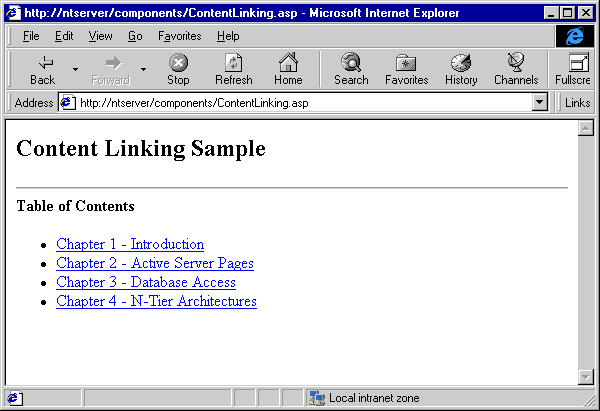 http://ntserver/components/ContentLinking.asp - Microsoft Internet Explorer
File Edit View Go Favorites Help
Back Forward Stop Refresh Home Search Favorites History Channels Fullscre
Address http://ntserver/components/ContentLinking.asp Links
Content Linking Sample
Table of Contents
Chapter 1 - Introduction
Chapter 2 - Active Server Pages
Chapter 3 - Database Access
Chapter 4 - N-Tier Architectures
Local intranet zone